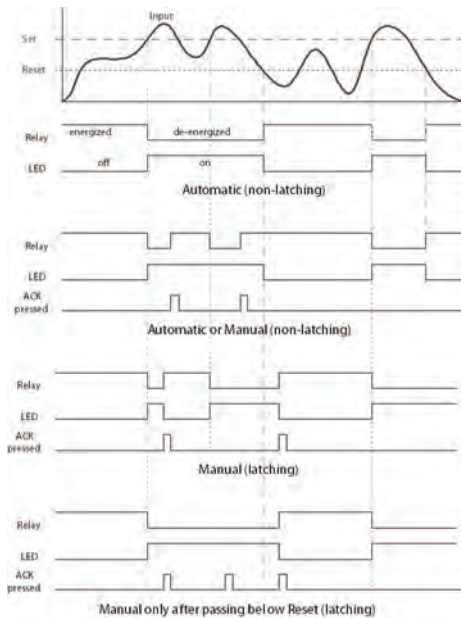 Input
Set
Reset
energized
de-energized
Relay
off
on
LED
Automatic (non-latching)
Relay
LED
ACK
pressed
Automatic or Manual (non-latching)
Relay
LED
ACK
pressed
Manual (latching)
Relay
LED
ACK
pressed
Manual only after passing below Reset (latching)